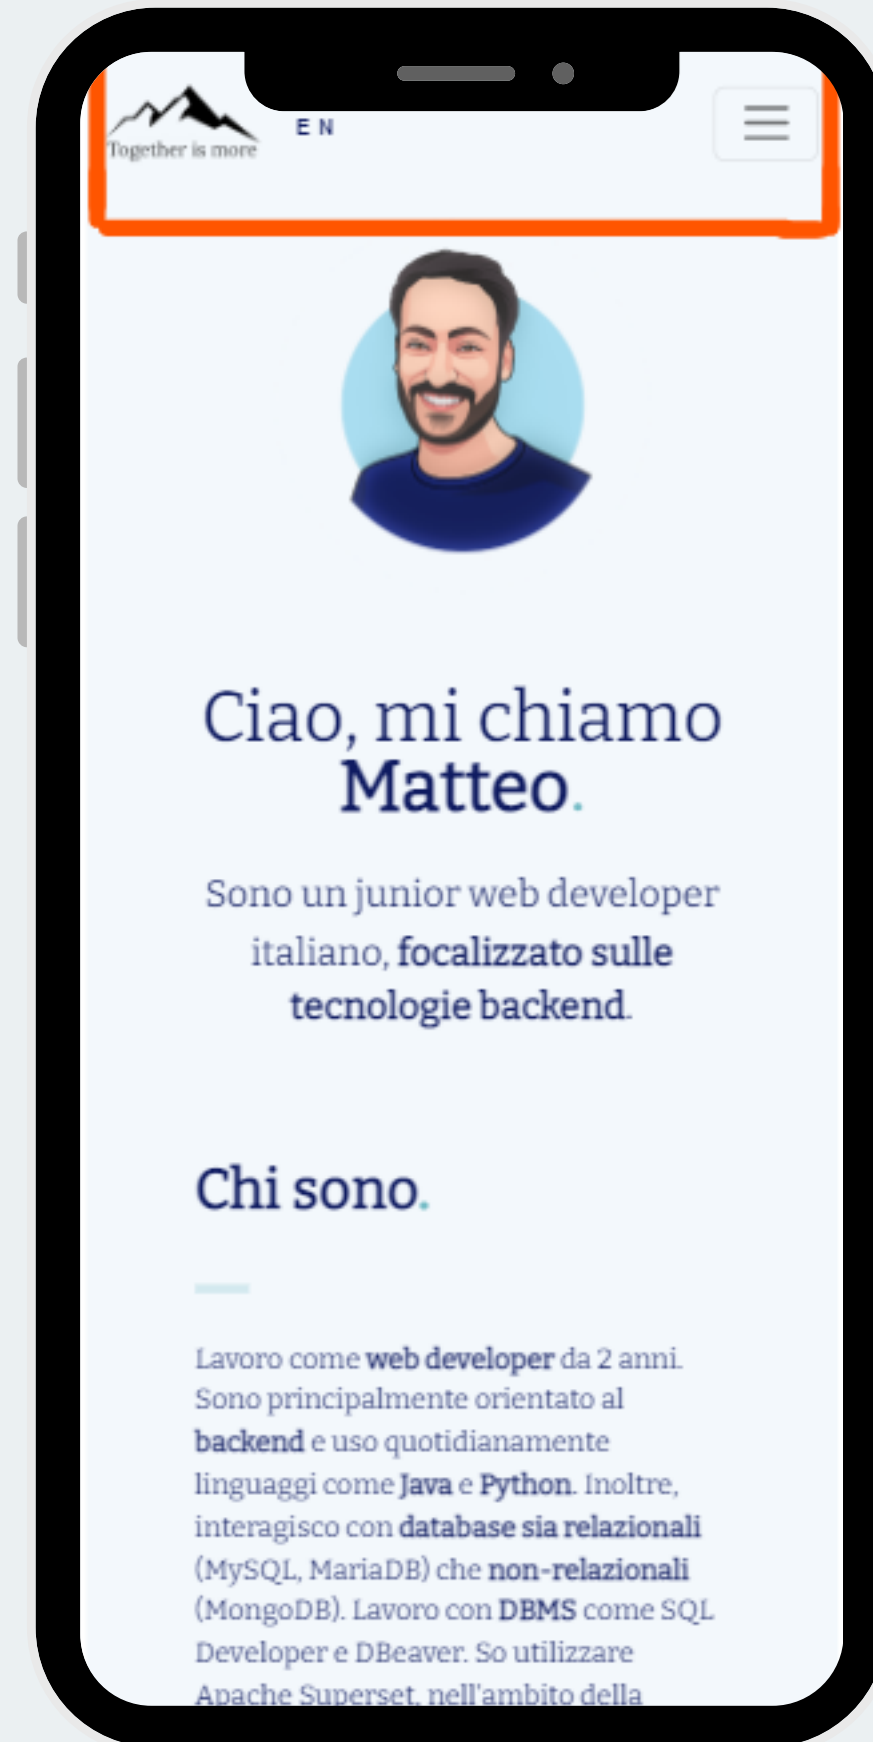 Together is more
EN
Ciao, mi chiamo
Matteo.
Sono un junior web developer
italiano, focalizzato sulle
tecnologie backend.
Chi sono.
Lavoro come web developer da 2 anni.
Sono principalmente orientato al
backend e uso quotidianamente
linguaggi come Java e Python. Inoltre,
interagisco con database sia relazionali
(MySQL, MariaDB) che non-relazionali
(MongoDB). Lavoro con DBMS come SQL
Developer e DBeaver. So utilizzare
Apache Superset, nell'ambito della